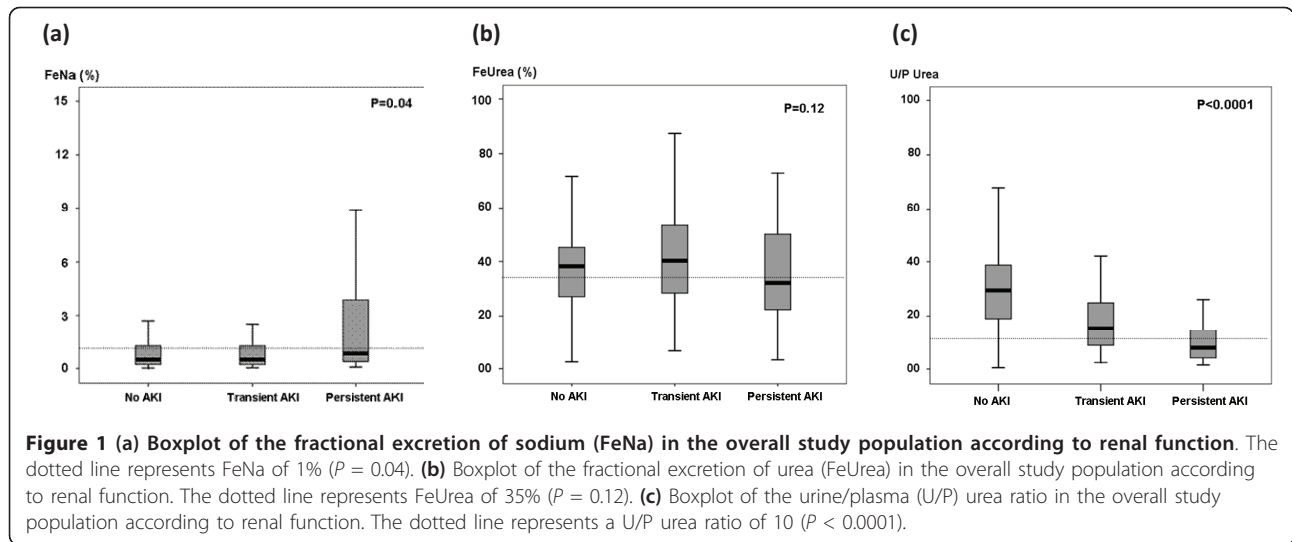 (a)
FeNa (%)
15
12
9
6
3
0
P=0.04
No AKI Transient AKI Persistent AKI
(b)
FeUrea (%)
100
80
60
40
20
00
P=0.12
No AKI Transient AKI Persistent AKI
(c)
U/P Urea
100
80
60
40
20
00
P<0.0001
No AKI Transient AKI Persistent AKI
Figure 1 (a) Boxplot of the fractional excretion of sodium (FeNa) in the overall study population according to renal function. The
dotted line represents FeNa of 1% (P = 0.04). (b) Boxplot of the fractional excretion of urea (FeUrea) in the overall study population according
to renal function. The dotted line represents FeUrea of 35% (P = 0.12). (c) Boxplot of the urine/plasma (U/P) urea ratio in the overall study
population according to renal function. The dotted line represents a U/P urea ratio of 10 (P < 0.0001).